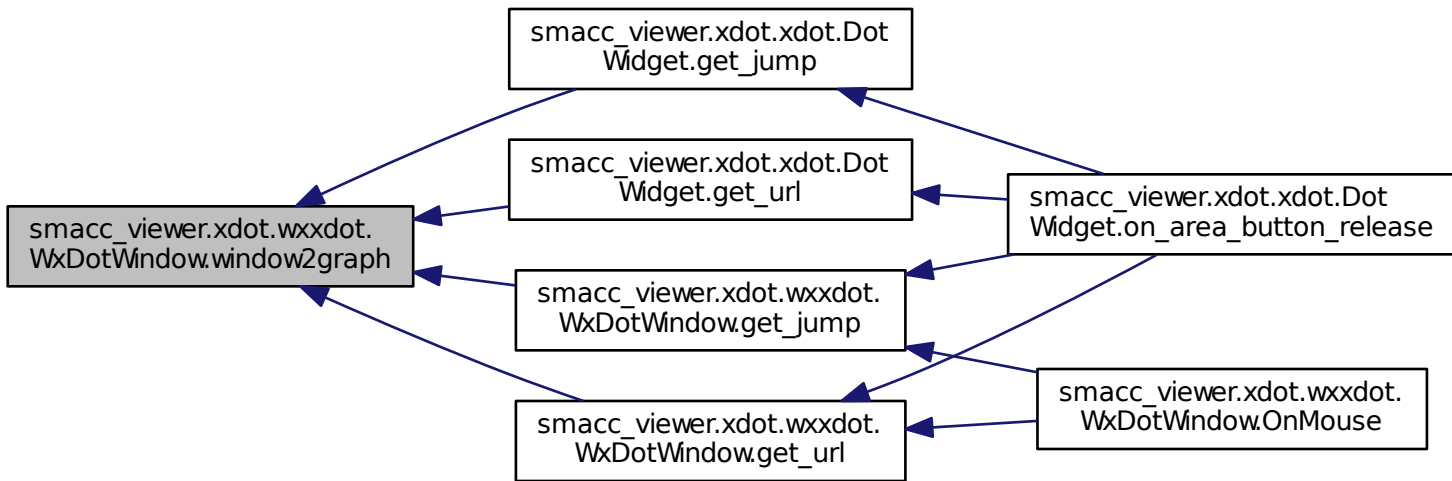 smacc_viewer.xdot.xdot.Dot
Widget.get_jump
smacc_viewer.xdot.xdot.Dot
Widget.get_url
smacc_viewer.xdot.xdot.Dot
Widget.on_area_button_release
smacc_viewer.xdot.wxxdot.
WxDotWindow.window2graph
smacc_viewer.xdot.wxxdot.
WxDotWindow.get_jump
smacc_viewer.xdot.wxxdot.
WxDotWindow.OnMouse
smacc_viewer.xdot.wxxdot.
WxDotWindow.get_url